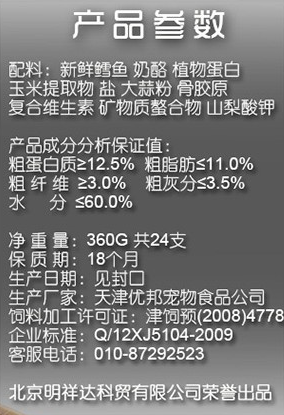 产品参数
配料：新鲜鳕鱼 奶酪 植物蛋白
玉米提取物 盐 大蒜粉 骨胶原
复合维生素 矿物质螯合物 山梨酸钾
产品成分分析保证值：
粗蛋白质≥12.5% 粗脂肪≤11.0%
粗纤维 ≥3.0% 粗灰分≤3.5%
水 分 ≤60.0%
净 重 量：360G 共24支
保 质 期：18个月
生产日期：见封口
生产厂家：天津优邦宠物食品公司
饲料加工许可证：津饲预(2008)4778
企业标准：Q/12XJ5104-2009
客服电话：010-87292523
北京明祥达科贸有限公司荣誉出品